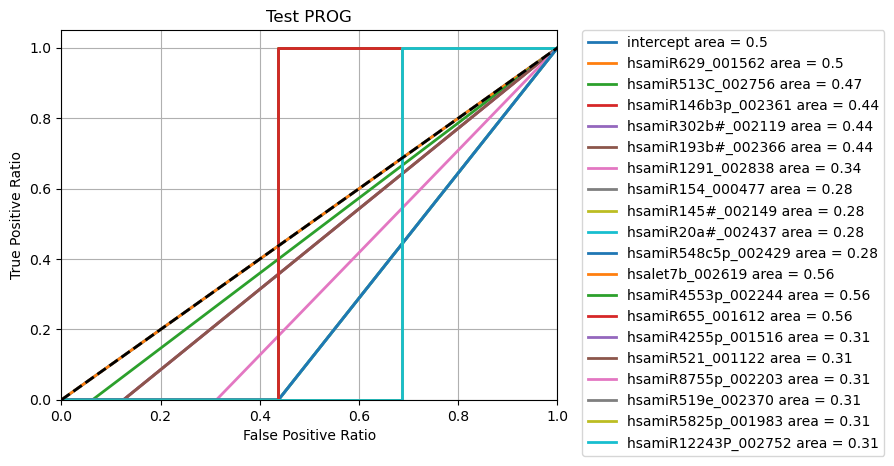 Test PROG
True Positive Ratio
1.0
0.8
0.6
0.4
0.2
0.0
0.0 0.2 0.4 0.6 0.8 1.0
False Positive Ratio
intercept area = 0.5
hsamiR629_001562 area = 0.5
hsamiR513C_002756 area = 0.47
hsamiR146b3p_002361 area = 0.44
hsamiR302b#_002119 area = 0.44
hsamiR193b#_002366 area = 0.44
hsamiR1291_002838 area = 0.34
hsamiR154_000477 area = 0.28
hsamiR145#_002149 area = 0.28
hsamiR20a#_002437 area = 0.28
hsamiR548c5p_002429 area = 0.28
hsalet7b_002619 area = 0.56
hsamiR4553p_002244 area = 0.56
hsamiR655_001612 area = 0.56
hsamiR4255p_001516 area = 0.31
hsamiR521_001122 area = 0.31
hsamiR8755p_002203 area = 0.31
hsamiR519e_002370 area = 0.31
hsamiR5825p_001983 area = 0.31
hsamiR12243P_002752 area = 0.31